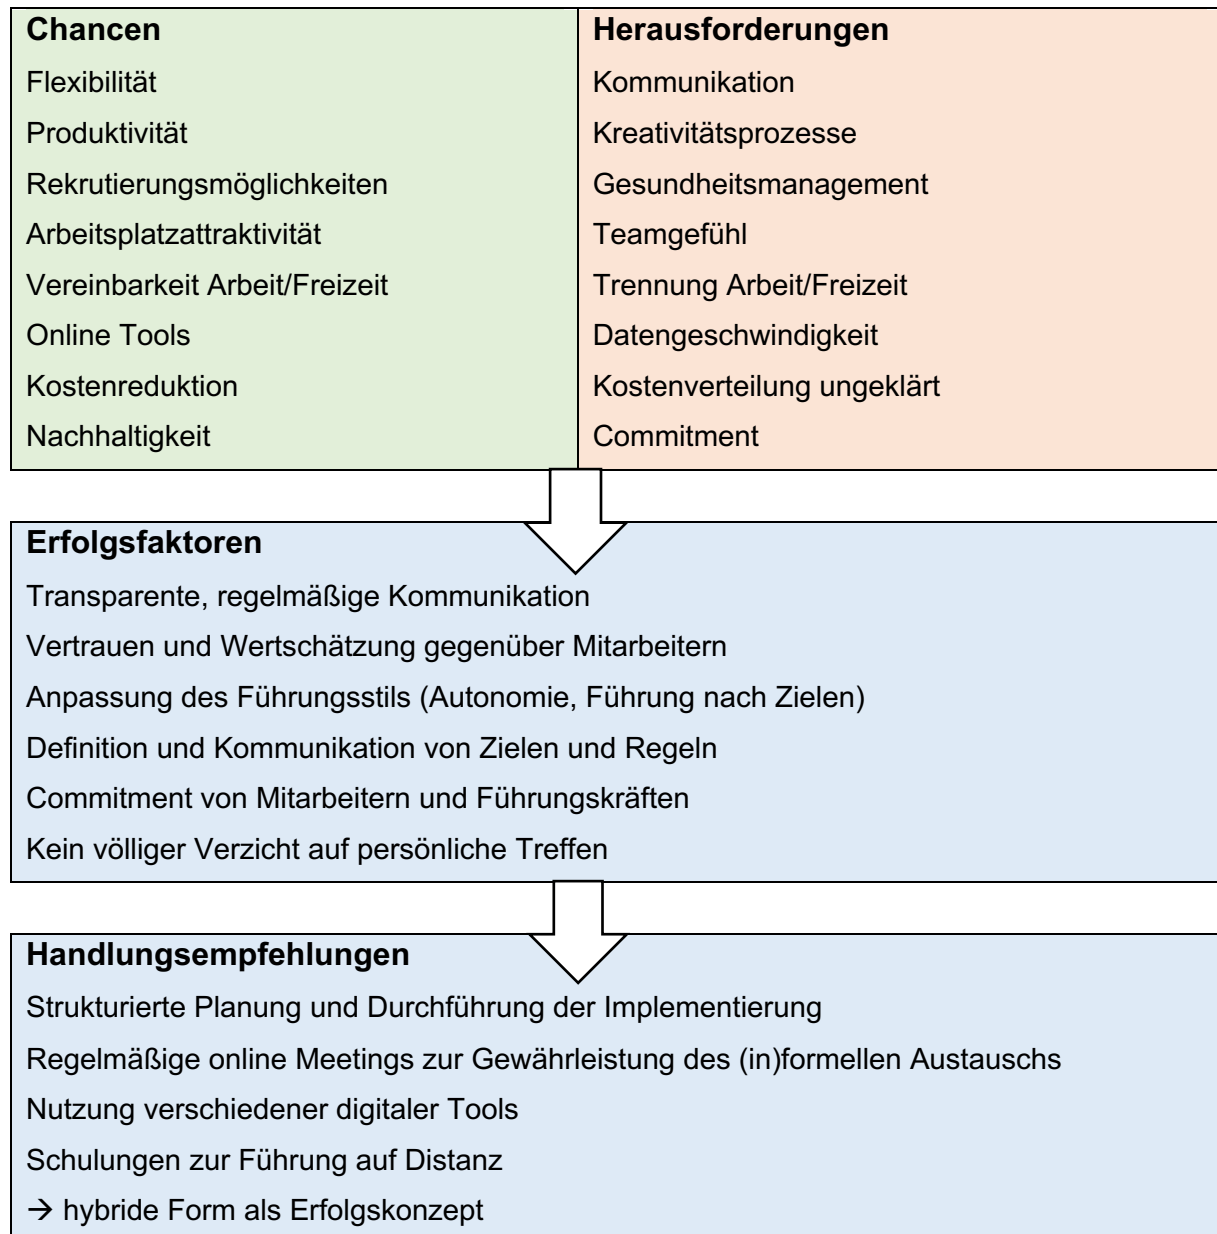 Chancen
Flexibilität
Produktivität
Rekrutierungsmöglichkeiten
Arbeitsplatzattraktivität
Vereinbarkeit Arbeit/Freizeit
Online Tools
Kostenreduktion
Nachhaltigkeit
Herausforderungen
Kommunikation
Kreativitätsprozesse
Gesundheitsmanagement
Teamgefühl
Trennung Arbeit/Freizeit
Datengeschwindigkeit
Kostenverteilung ungeklärt
Commitment
Erfolgsfaktoren
Transparente, regelmäßige Kommunikation
Vertrauen und Wertschätzung gegenüber Mitarbeitern
Anpassung des Führungsstils (Autonomie, Führung nach Zielen)
Definition und Kommunikation von Zielen und Regeln
Commitment von Mitarbeitern und Führungskräften
Kein völliger Verzicht auf persönliche Treffen
Handlungsempfehlungen
Strukturierte Planung und Durchführung der Implementierung
Regelmäßige online Meetings zur Gewährleistung des (in)formellen Austauschs
Nutzung verschiedener digitaler Tools
Schulungen zur Führung auf Distanz
→ hybride Form als Erfolgskonzept